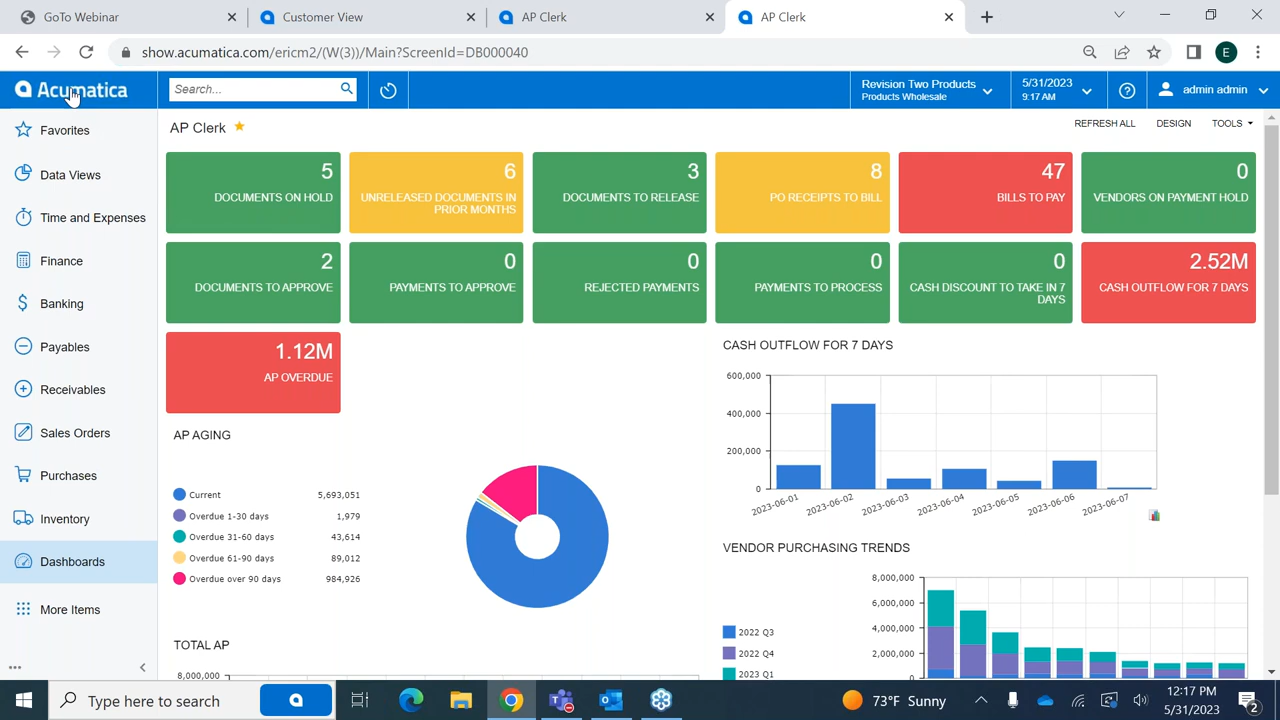 GoTo Webinar
Customer View
AP Clerk
AP Clerk
show.acumatica.com/ericm2/(W(3))/Main?ScreenId=DB000040
E
Acumatica
Search...
Revision Two Products
Products Wholesale
5/31/2023
9:17 AM
admin admin
Favorites
Data Views
Time and Expenses
Finance
Banking
Payables
Receivables
Sales Orders
Purchases
Inventory
Dashboards
More Items
AP Clerk
REFRESH ALL
DESIGN
TOOLS
5
DOCUMENTS ON HOLD
6
UNRELEASED DOCUMENTS IN
PRIOR MONTHS
3
DOCUMENTS TO RELEASE
8
PO RECEIPTS TO BILL
47
BILLS TO PAY
0
VENDORS ON PAYMENT HOLD
2
DOCUMENTS TO APPROVE
0
PAYMENTS TO APPROVE
0
REJECTED PAYMENTS
0
PAYMENTS TO PROCESS
0
CASH DISCOUNT TO TAKE IN 7
DAYS
2.52M
CASH OUTFLOW FOR 7 DAYS
1.12M
AP OVERDUE
AP AGING
Current 5,693,051
Overdue 1-30 days 1,979
Overdue 31-60 days 43,614
Overdue 61-90 days 89,012
Overdue over 90 days 984,926
TOTAL AP
8,000,000
CASH OUTFLOW FOR 7 DAYS
600,000
400,000
200,000
0
2023-06-01
2023-06-02
2023-06-03
2023-06-04
2023-06-05
2023-06-06
2023-06-07
VENDOR PURCHASING TRENDS
8,000,000
6,000,000
4,000,000
2,000,000
0
2022 Q3
2022 Q4
2023 Q1
Type here to search
73°F Sunny
12:17 PM
5/31/2023
2